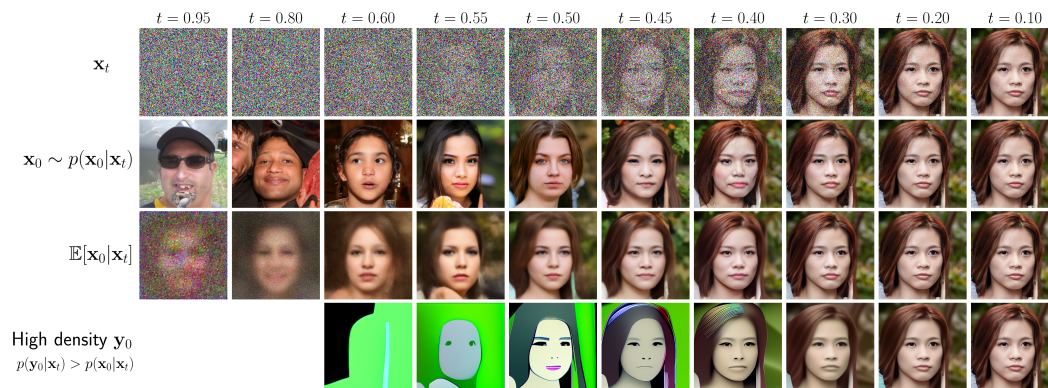 t = 0.95 t = 0.80 t = 0.60 t = 0.55 t = 0.50 t = 0.45 t = 0.40 t = 0.30 t = 0.20 t = 0.10
x_t
x_0 ∼ p(x_0|x_t)
𝔼[x_0|x_t]
High density y_0
p(y_0|x_t) > p(x_0|x_t)